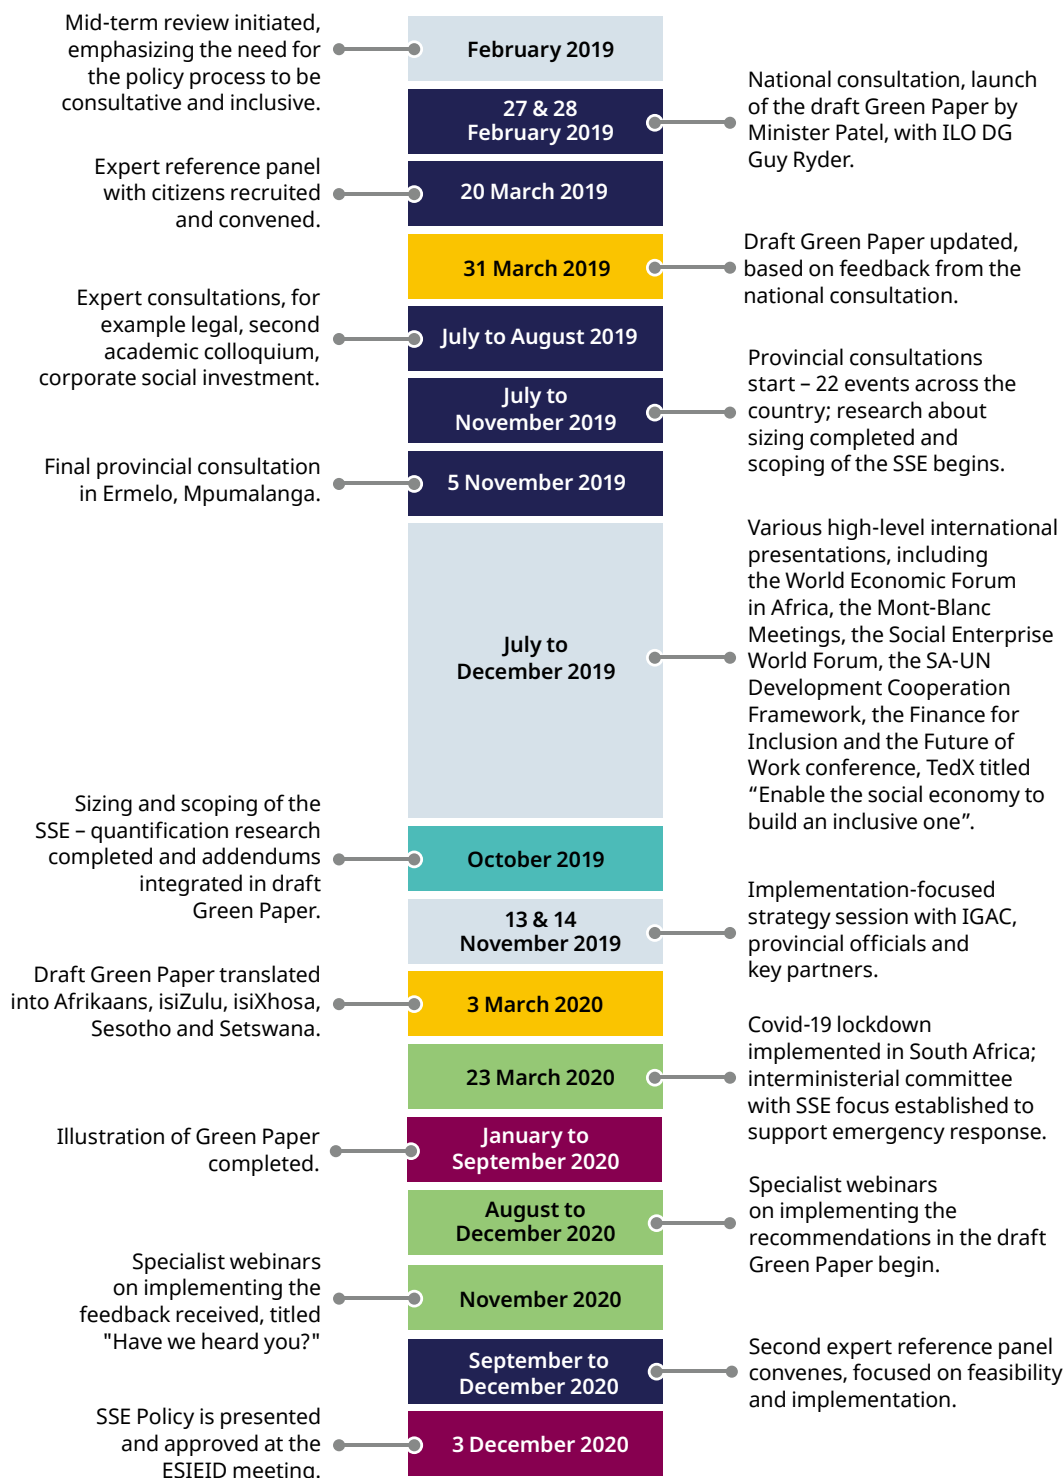 Mid-term review initiated,
emphasizing the need for
the policy process to be
consultative and inclusive.
February 2019
27 & 28
February 2019
National consultation, launch
of the draft Green Paper by
Minister Patel, with ILO DG
Guy Ryder.
Expert reference panel
with citizens recruited
and convened.
20 March 2019
31 March 2019
Draft Green Paper updated,
based on feedback from the
national consultation.
Expert consultations, for
example legal, second
academic colloquium,
corporate social investment.
July to August 2019
July to
November 2019
Provincial consultations
start – 22 events across the
country; research about
sizing completed and
scoping of the SSE begins.
Final provincial consultation
in Ermelo, Mpumalanga.
5 November 2019
July to
December 2019
Various high-level international
presentations, including
the World Economic Forum
in Africa, the Mont-Blanc
Meetings, the Social Enterprise
World Forum, the SA-UN
Development Cooperation
Framework, the Finance for
Inclusion and the Future of
Work conference, TedX titled
“Enable the social economy to
build an inclusive one”.
Sizing and scoping of the
SSE – quantification research
completed and addendums
integrated in draft
Green Paper.
October 2019
13 & 14
November 2019
Implementation-focused
strategy session with IGAC,
provincial officials and
key partners.
Draft Green Paper translated
into Afrikaans, isiZulu, isiXhosa,
Sesotho and Setswana.
3 March 2020
23 March 2020
Covid-19 lockdown
implemented in South Africa;
interministerial committee
with SSE focus established to
support emergency response.
Illustration of Green Paper
completed.
January to
September 2020
August to
December 2020
Specialist webinars
on implementing the
recommendations in the draft
Green Paper begin.
Specialist webinars
on implementing the
feedback received, titled
"Have we heard you?"
November 2020
September to
December 2020
Second expert reference panel
convenes, focused on feasibility
and implementation.
SSE Policy is presented
and approved at the
ESIEID meeting.
3 December 2020